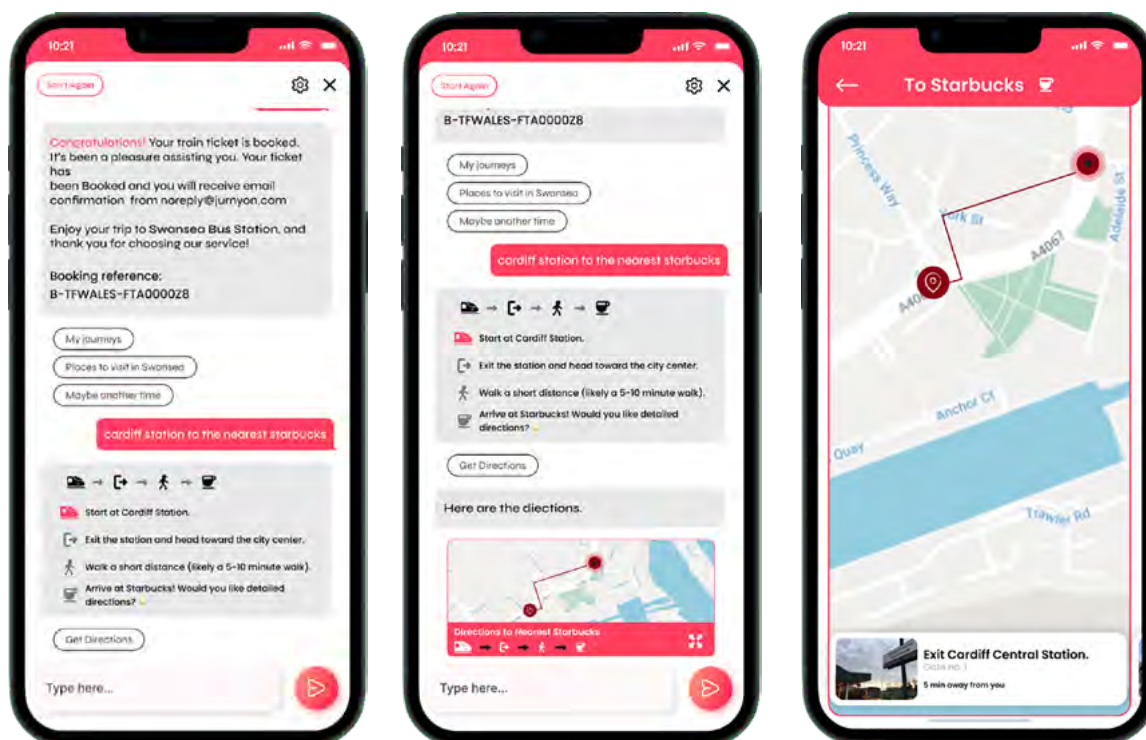 10:21
Start Again
Congratulations! Your train ticket is booked.
It's been a pleasure assisting you. Your ticket
has
been Booked and you will receive email
confirmation from noreply@jurnyon.com
Enjoy your trip to Swansea Bus Station, and
thank you for choosing our service!
Booking reference:
B-TFWALES-FTA0000Z8
My journeys
Places to visit in Swansea
Maybe another time
cardiff station to the nearest starbucks
Start at Cardiff Station.
Exit the station and head toward the city center.
Walk a short distance (likely a 5-10 minute walk).
Arrive at Starbucks! Would you like detailed
directions?
Get Directions
Type here...
10:21
Start Again
B-TFWALES-FTA0000Z8
My journeys
Places to visit in Swansea
Maybe another time
cardiff station to the nearest starbucks
Start at Cardiff Station.
Exit the station and head toward the city center.
Walk a short distance (likely a 5-10 minute walk).
Arrive at Starbucks! Would you like detailed
directions?
Get Directions
Here are the diections.
Directions to Nearest Starbucks
Type here...
10:21
To Starbucks
Princess Way
York St
Adelaide St
A4067
Anchor Ct
Quay
Trawler Rd
Exit Cardiff Central Station.
Gate no. 1
5 min away from you